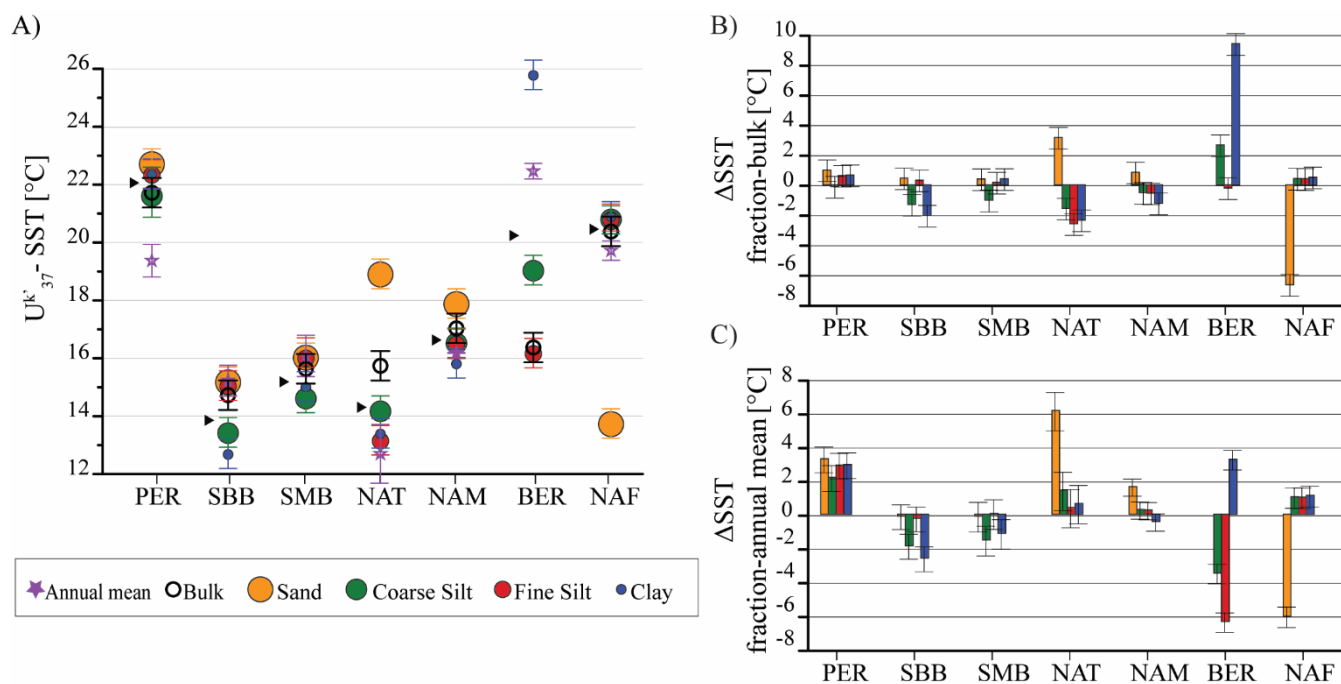 A)
U^k'_37 - SST [°C]
26
24
22
20
18
16
14
12
PER SBB SMB NAT NAM BER NAF
Annual mean Bulk Sand Coarse Silt Fine Silt Clay
B)
ΔSST
fraction-bulk [°C]
10
8
6
4
2
0
-2
-4
-6
-8
PER SBB SMB NAT NAM BER NAF
C)
ΔSST
fraction-annual mean [°C]
8
6
4
2
0
-2
-4
-6
-8
PER SBB SMB NAT NAM BER NAF